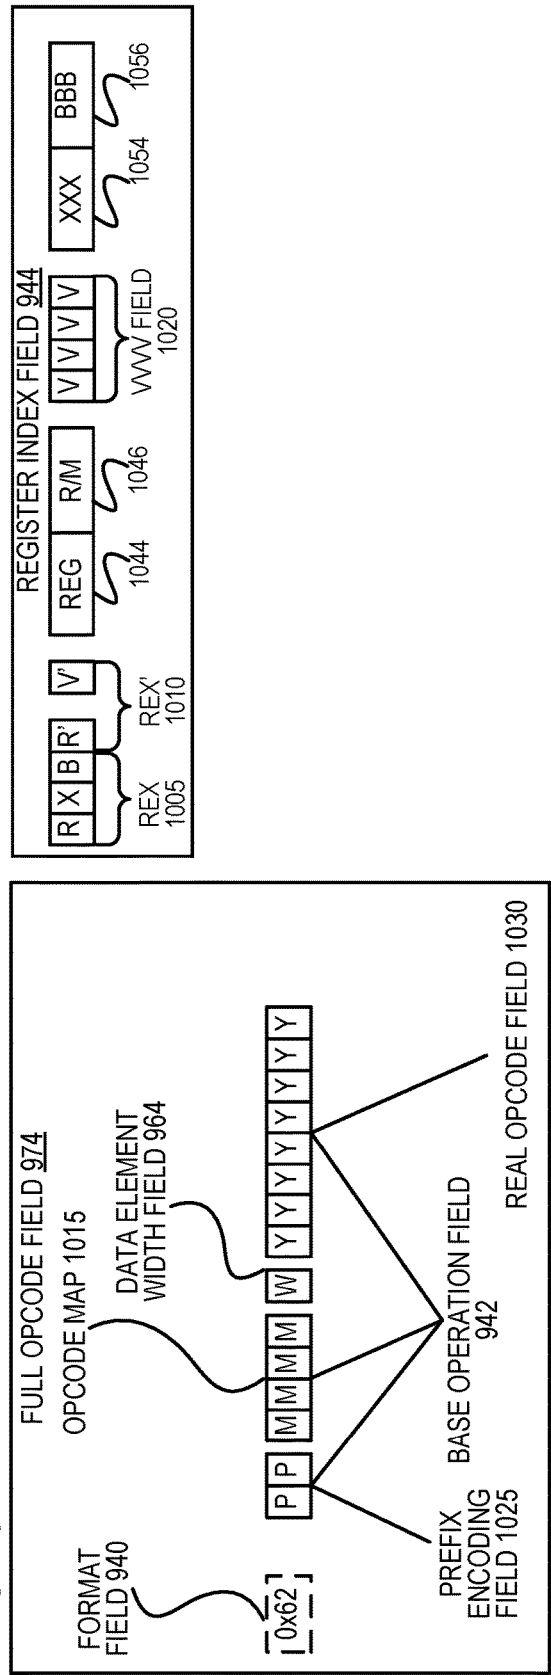 FULL OPCODE FIELD 974
OPCODE MAP 1015
DATA ELEMENT
WIDTH FIELD 964
FORMAT
FIELD 940
0x62
P P
M M M M
W
Y Y Y Y Y Y Y Y
PREFIX
ENCODING
FIELD 1025
BASE OPERATION FIELD
942
REAL OPCODE FIELD 1030
REGISTER INDEX FIELD 944
R X B R'
V'
REG R/M
V V V V
XXX BBB
REX
1005
REX'
1010
1044
1046
VVVV FIELD
1020
1054
1056